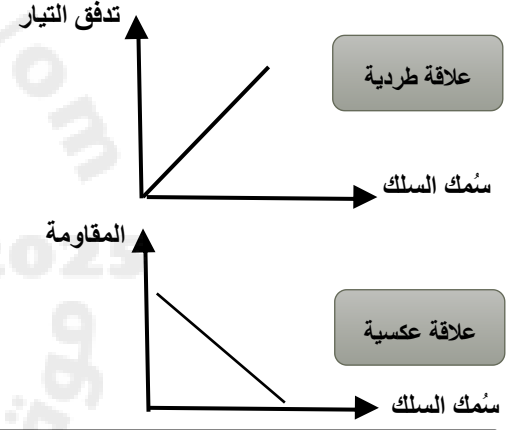 تدفق التيار
علاقة طردية
سُمك السلك
المقاومة
علاقة عكسية
سُمك السلك